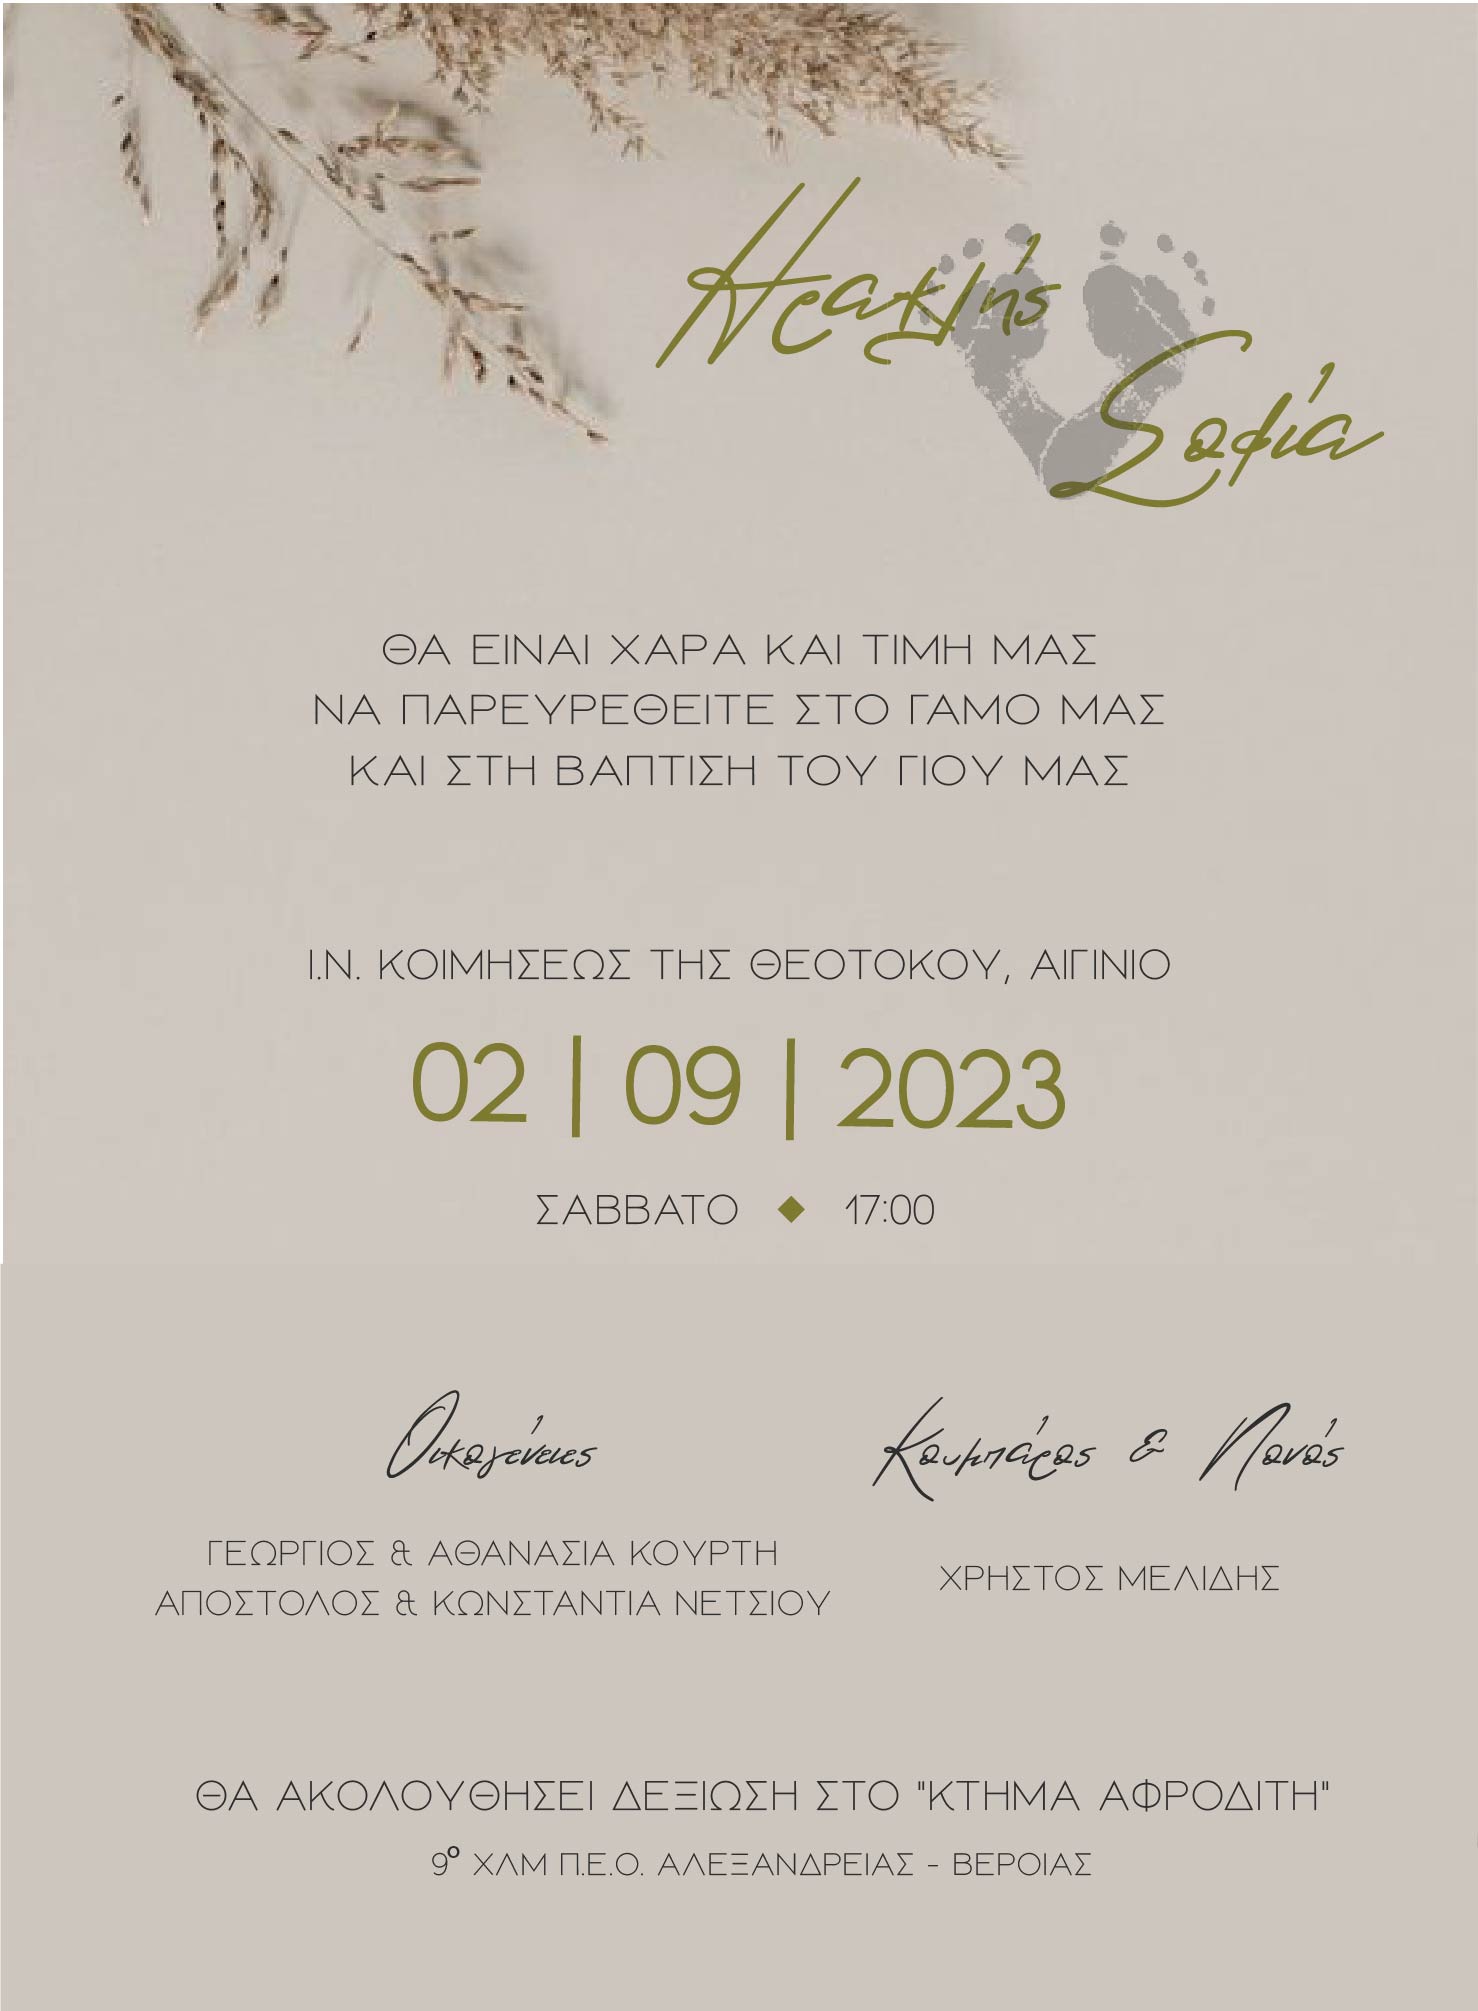 Ηρακλής
Σοφία
ΘΑ ΕΙΝΑΙ ΧΑΡΑ ΚΑΙ ΤΙΜΗ ΜΑΣ
ΝΑ ΠΑΡΕΥΡΕΘΕΙΤΕ ΣΤΟ ΓΑΜΟ ΜΑΣ
ΚΑΙ ΣΤΗ ΒΑΠΤΙΣΗ ΤΟΥ ΓΙΟΥ ΜΑΣ
Ι.Ν. ΚΟΙΜΗΣΕΩΣ ΤΗΣ ΘΕΟΤΟΚΟΥ, ΑΙΓΙΝΙΟ
02 | 09 | 2023
ΣΑΒΒΑΤΟ ◆ 17:00
Οικογένειες
ΓΕΩΡΓΙΟΣ & ΑΘΑΝΑΣΙΑ ΚΟΥΡΤΗ
ΑΠΟΣΤΟΛΟΣ & ΚΩΝΣΤΑΝΤΙΑ ΝΕΤΣΙΟΥ
Κουμπάρος & Νονός
ΧΡΗΣΤΟΣ ΜΕΛΙΔΗΣ
ΘΑ ΑΚΟΛΟΥΘΗΣΕΙ ΔΕΞΙΩΣΗ ΣΤΟ "ΚΤΗΜΑ ΑΦΡΟΔΙΤΗ"
9º ΧΛΜ Π.Ε.Ο. ΑΛΕΞΑΝΔΡΕΙΑΣ - ΒΕΡΟΙΑΣ